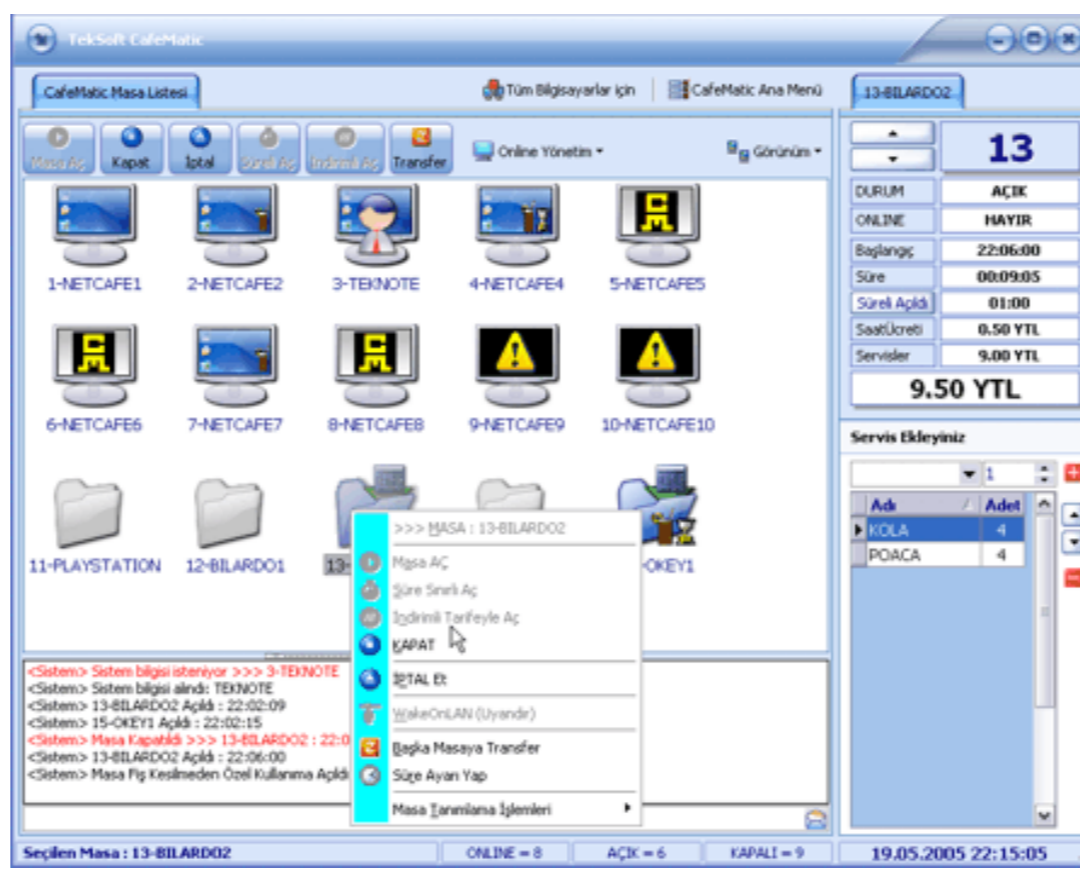 TekSoft CafeMatic
CafeMatic Masa Listesi
Tüm Bilgisayarlar için
CafeMatic Ana Menü
13-BILARDO2
Masa Aç
Kapat
İptal
Süreli Aç
İndirimli Aç
Transfer
Online Yönetim
Görünüm
1-NETCAFE1
2-NETCAFE2
3-TEKNOTE
4-NETCAFE4
5-NETCAFE5
6-NETCAFE6
7-NETCAFE7
8-NETCAFE8
9-NETCAFE9
10-NETCAFE10
11-PLAYSTATION
12-BILARDO1
13-
-OKEY1
>>> MASA : 13-BILARDO2
Masa AÇ
Süre Sınırlı Aç
İndirimli Tarifeyle Aç
KAPAT
İPTAL Et
WakeOnLAN (Uyandır)
Başka Masaya Transfer
Süre Ayarı Yap
Masa Tanımlama İşlemleri
<Sistem> Sistem bilgisi isteniyor >>> 3-TEKNOTE
<Sistem> Sistem bilgisi alındı: TEKNOTE
<Sistem> 13-BILARDO2 Açıldı : 22:02:09
<Sistem> 15-OKEY1 Açıldı : 22:02:15
<Sistem> Masa Kapatıldı >>> 13-BILARDO2 : 22:0
<Sistem> 13-BILARDO2 Açıldı : 22:06:00
<Sistem> Masa Fiş Kesilmeden Özel Kullanıma Açıldı
13
DURUM AÇIK
ONLINE HAYIR
Başlangıç 22:06:00
Süre 00:09:05
Süreli Açıldı 01:00
SaatÜcreti 0.50 YTL
Servisler 9.00 YTL
9.50 YTL
Servis Ekleyiniz
1
Adı Adet
KOLA 4
POACA 4
Seçilen Masa : 13-BILARDO2
ONLINE = 8
AÇIK = 6
KAPALI = 9
19.05.2005 22:15:05